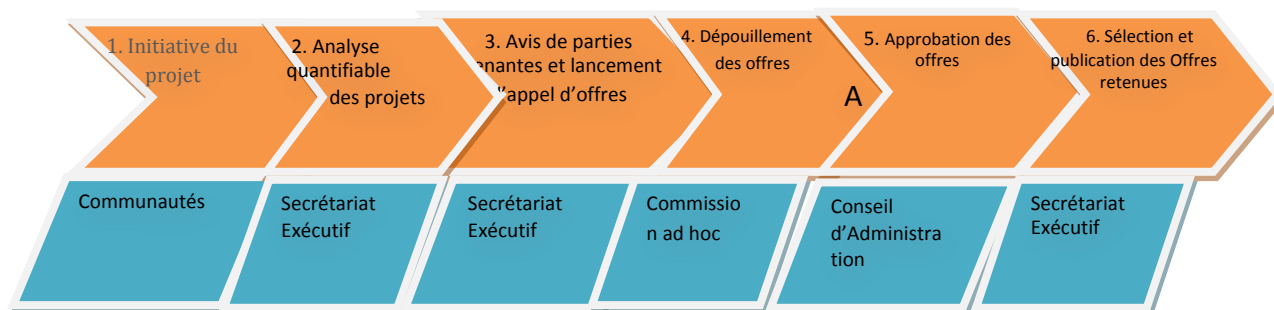 1. Initiative du
projet
2. Analyse
quantifiable
des projets
3. Avis de parties
enantes et lancement
l'appel d'offres
4. Dépouillement
des offres
A
5. Approbation des
offres
6. Sélection et
publication des Offres
retenues
Communautés
Secrétariat
Exécutif
Secrétariat
Exécutif
Commissio
n ad hoc
Conseil
d'Administra
tion
Secrétariat
Exécutif